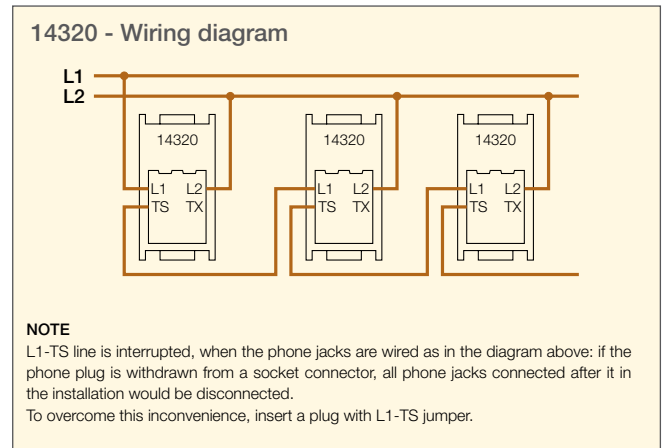 14320 - Wiring diagram
L1
L2
14320 14320 14320
L1 L2 L1 L2 L1 L2
TS TX TS TX TS TX
NOTE
L1-TS line is interrupted, when the phone jacks are wired as in the diagram above: if the
phone plug is withdrawn from a socket connector, all phone jacks connected after it in
the installation would be disconnected.
To overcome this inconvenience, insert a plug with L1-TS jumper.